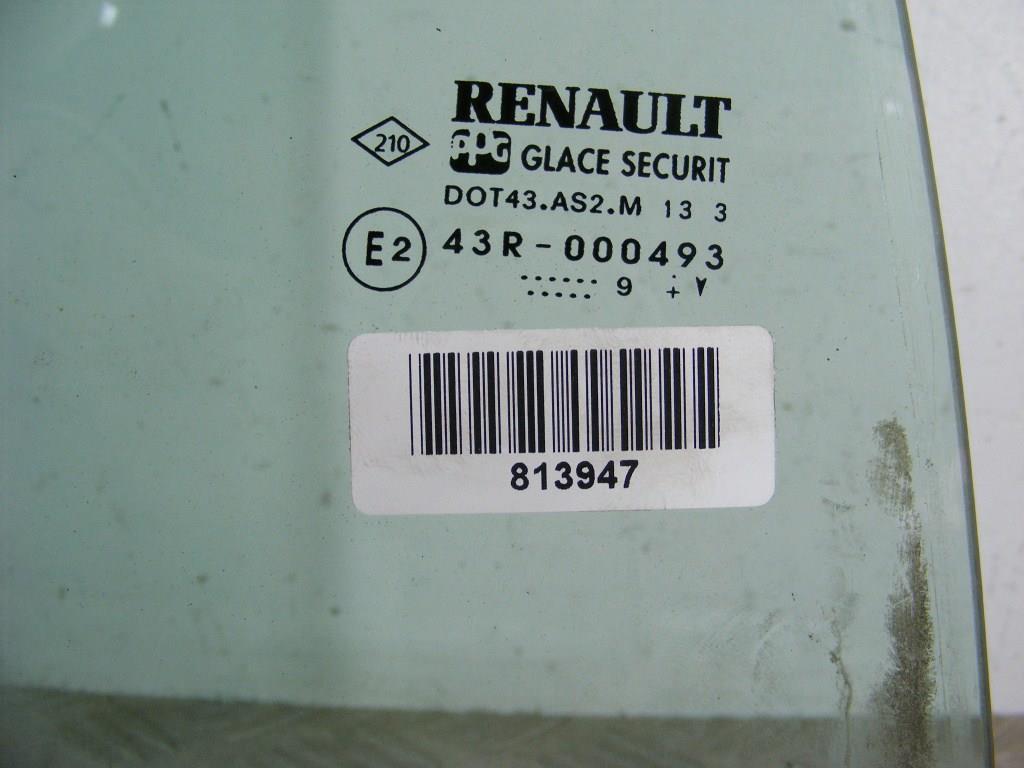 RENAULT
210
PPG GLACE SECURIT
DOT43.AS2.M 13 3
E2 43R-000493
....... 9 + 
813947